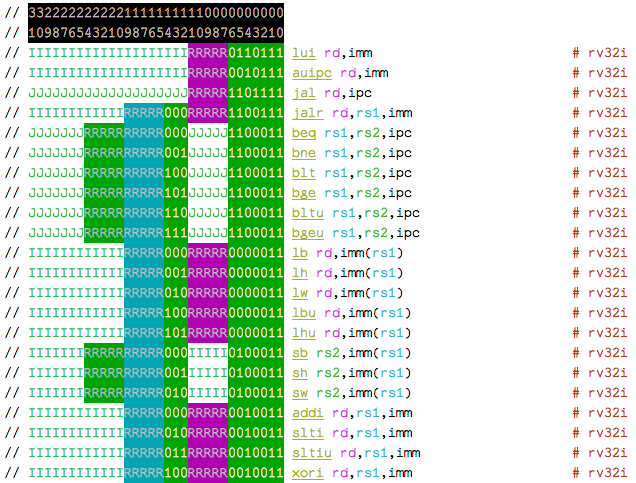 // 33222222222211111111110000000000
// 10987654321098765432109876543210
// IIIIIIIIIIIIIIIIIIIIRRRRR0110111 lui rd,imm # rv32i
// IIIIIIIIIIIIIIIIIIIIRRRRR0010111 auipc rd,imm # rv32i
// JJJJJJJJJJJJJJJJJJJJRRRRR1101111 jal rd,ipc # rv32i
// IIIIIIIIIIIIRRRRR000RRRRR1100111 jalr rd,rs1,imm # rv32i
// JJJJJJJRRRRRRRRRR000JJJJJ1100011 beq rs1,rs2,ipc # rv32i
// JJJJJJJRRRRRRRRRR001JJJJJ1100011 bne rs1,rs2,ipc # rv32i
// JJJJJJJRRRRRRRRRR100JJJJJ1100011 blt rs1,rs2,ipc # rv32i
// JJJJJJJRRRRRRRRRR101JJJJJ1100011 bge rs1,rs2,ipc # rv32i
// JJJJJJJRRRRRRRRRR110JJJJJ1100011 bltu rs1,rs2,ipc # rv32i
// JJJJJJJRRRRRRRRRR111JJJJJ1100011 bgeu rs1,rs2,ipc # rv32i
// IIIIIIIIIIIIRRRRR000RRRRR0000011 lb rd,imm(rs1) # rv32i
// IIIIIIIIIIIIRRRRR001RRRRR0000011 lh rd,imm(rs1) # rv32i
// IIIIIIIIIIIIRRRRR010RRRRR0000011 lw rd,imm(rs1) # rv32i
// IIIIIIIIIIIIRRRRR100RRRRR0000011 lbu rd,imm(rs1) # rv32i
// IIIIIIIIIIIIRRRRR101RRRRR0000011 lhu rd,imm(rs1) # rv32i
// IIIIIIIRRRRRRRRRR000IIIII0100011 sb rs2,imm(rs1) # rv32i
// IIIIIIIRRRRRRRRRR001IIIII0100011 sh rs2,imm(rs1) # rv32i
// IIIIIIIRRRRRRRRRR010IIIII0100011 sw rs2,imm(rs1) # rv32i
// IIIIIIIIIIIIRRRRR000RRRRR0010011 addi rd,rs1,imm # rv32i
// IIIIIIIIIIIIRRRRR010RRRRR0010011 slti rd,rs1,imm # rv32i
// IIIIIIIIIIIIRRRRR011RRRRR0010011 sltiu rd,rs1,imm # rv32i
// IIIIIIIIIIIIRRRRR100RRRRR0010011 xori rd,rs1,imm # rv32i